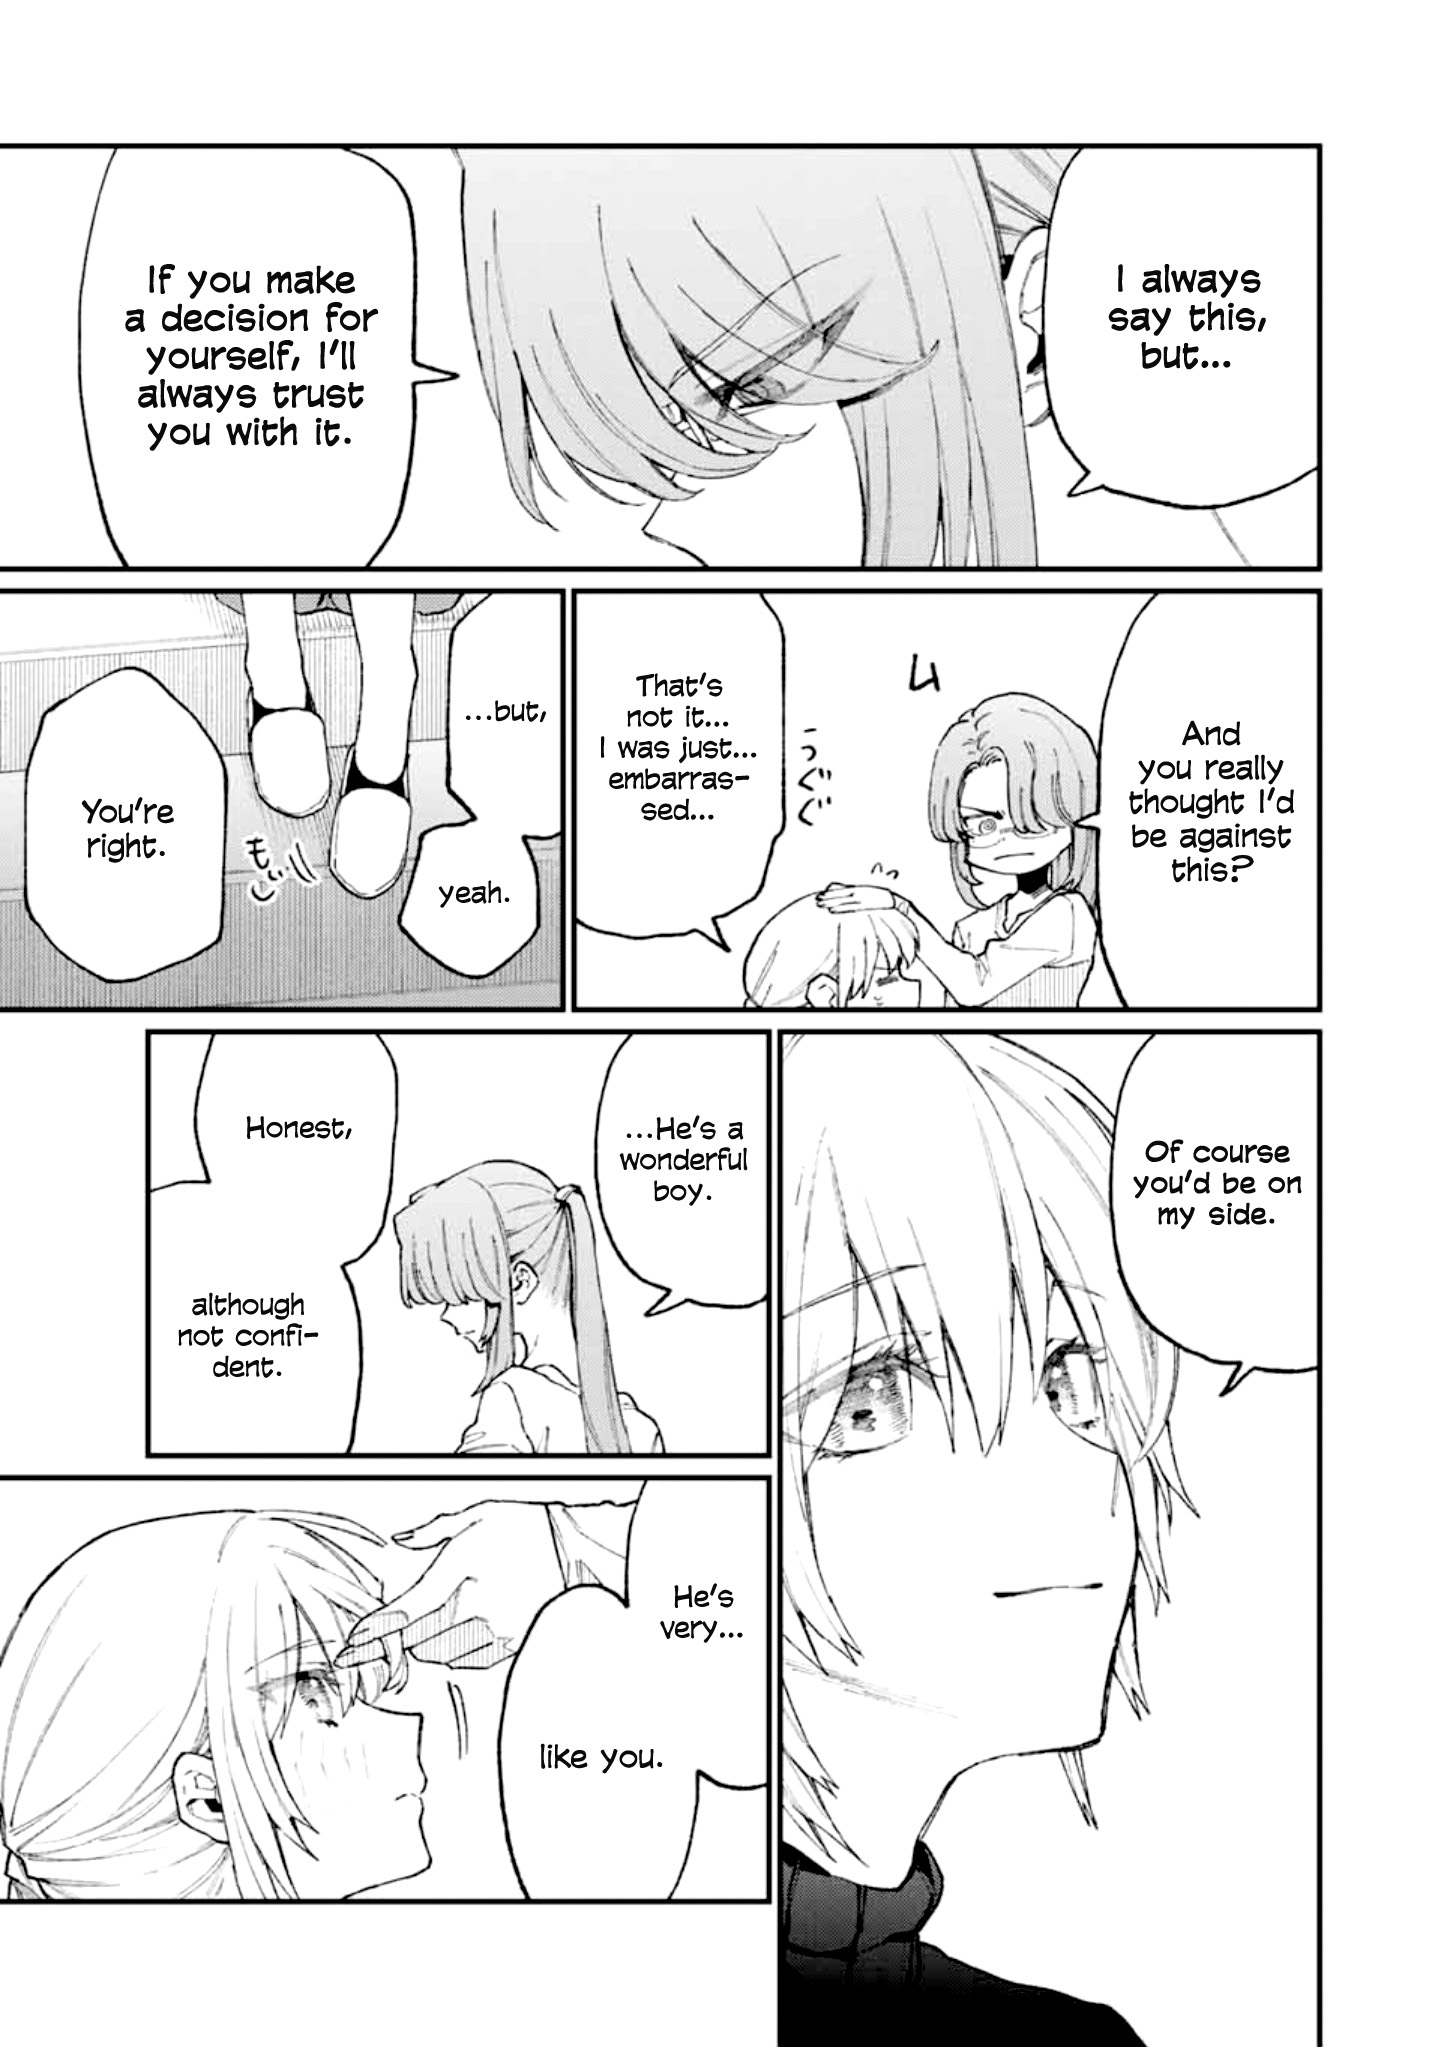 I always
say this,
but...
If you make
a decision for
yourself, I'll
always trust
you with it.
And
you really
thought I'd
be against
this?
ム
うぐぐ
That's
not it...
I was just...
embarras-
sed...
...but,
yeah.
もじ
You're
right.
Of course
you'd be on
my side.
...He's a
wonderful
boy.
Honest,
although
not confi-
dent.
He's
very...
like you.